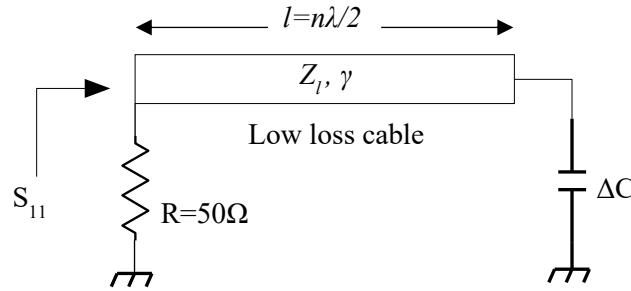 l=nλ/2
Z_l, γ
Low loss cable
S_11
R=50Ω
ΔC